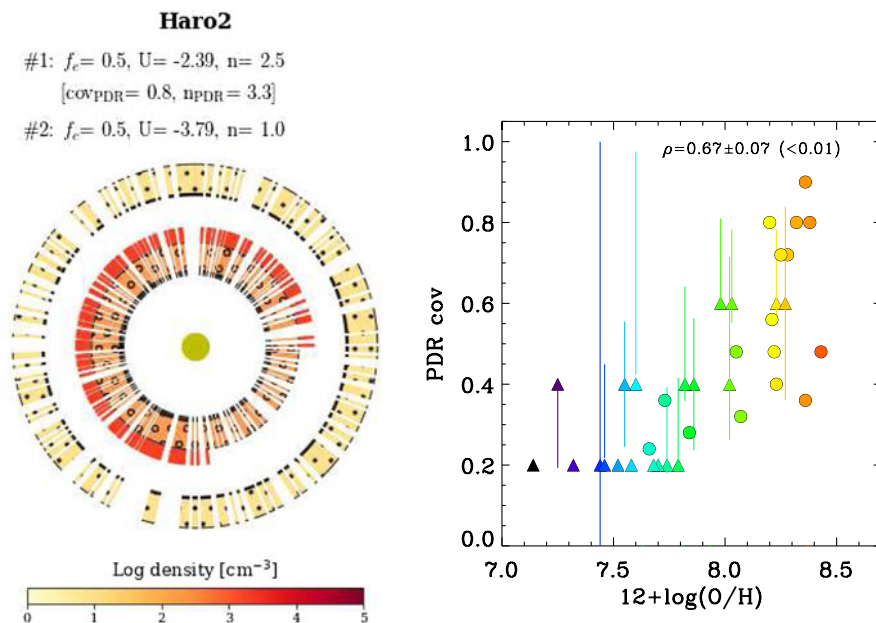 Haro2
#1: f_c= 0.5, U= -2.39, n= 2.5
[cov_PDR= 0.8, n_PDR= 3.3]
#2: f_c= 0.5, U= -3.79, n= 1.0
Log density [cm⁻³]
0 1 2 3 4 5
ρ=0.67±0.07 (<0.01)
PDR cov
1.0
0.8
0.6
0.4
0.2
0.0
7.0 7.5 8.0 8.5
12+log(O/H)